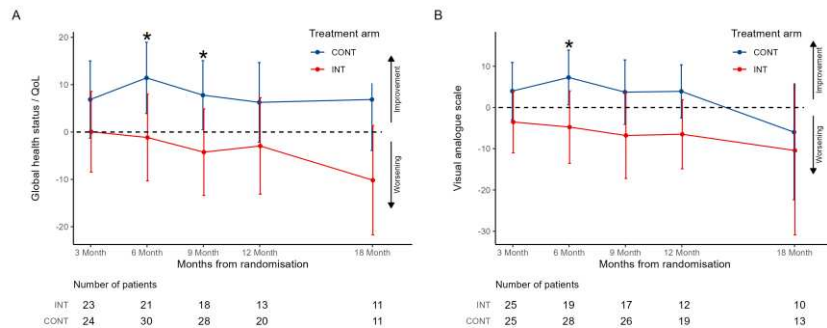 A
Treatment arm
CONT
INT
Global health status / QoL
20
10
0
-10
-20
Improvement
Worsening
3 Month 6 Month 9 Month 12 Month 18 Month
Months from randomisation
Number of patients
INT 23 21 18 13 11
CONT 24 30 28 20 11
B
Treatment arm
CONT
INT
Visual analogue scale
10
0
-10
-20
-30
Improvement
Worsening
3 Month 6 Month 9 Month 12 Month 18 Month
Months from randomisation
Number of patients
INT 25 19 17 12 10
CONT 25 28 26 19 13